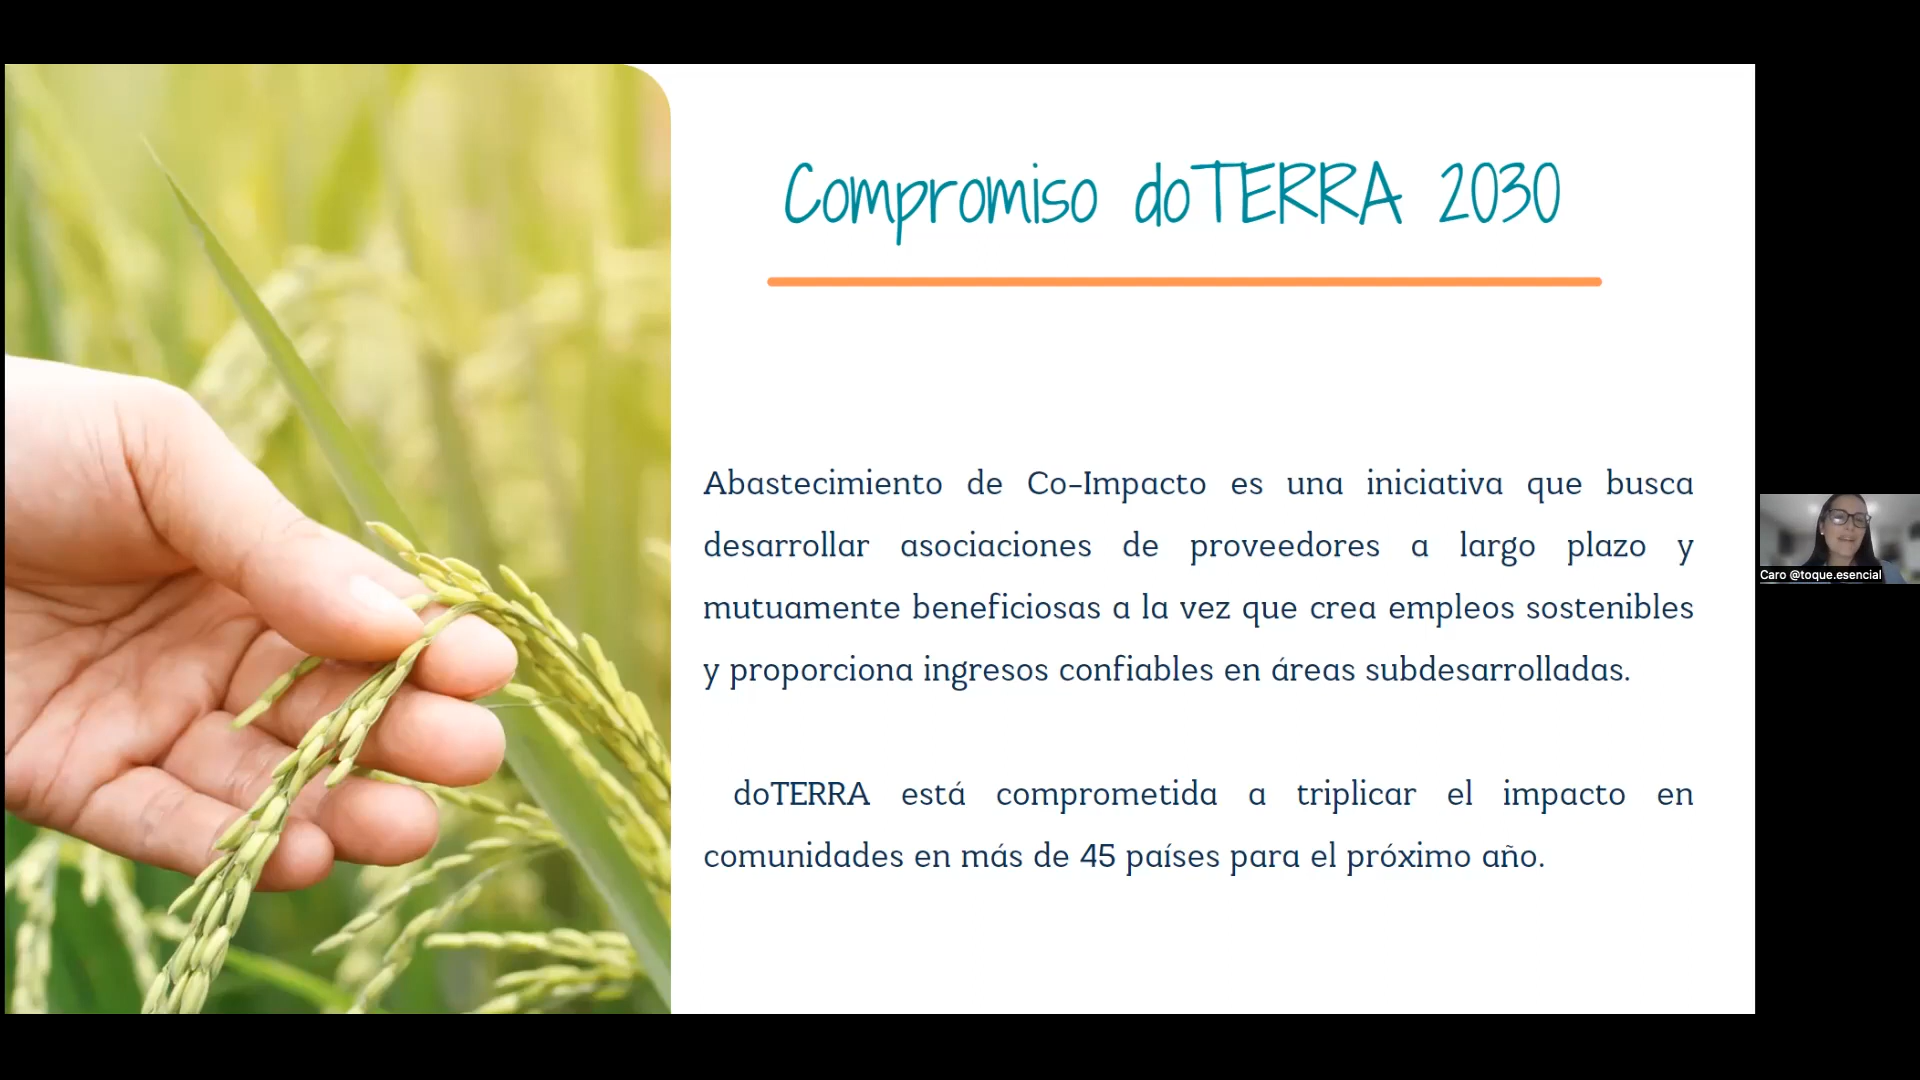 Compromiso doTERRA 2030
Abastecimiento de Co-Impacto es una iniciativa que busca
desarrollar asociaciones de proveedores a largo plazo y
mutuamente beneficiosas a la vez que crea empleos sostenibles
y proporciona ingresos confiables en áreas subdesarrolladas.
doTERRA está comprometida a triplicar el impacto en
comunidades en más de 45 países para el próximo año.
Caro @toque.esencial